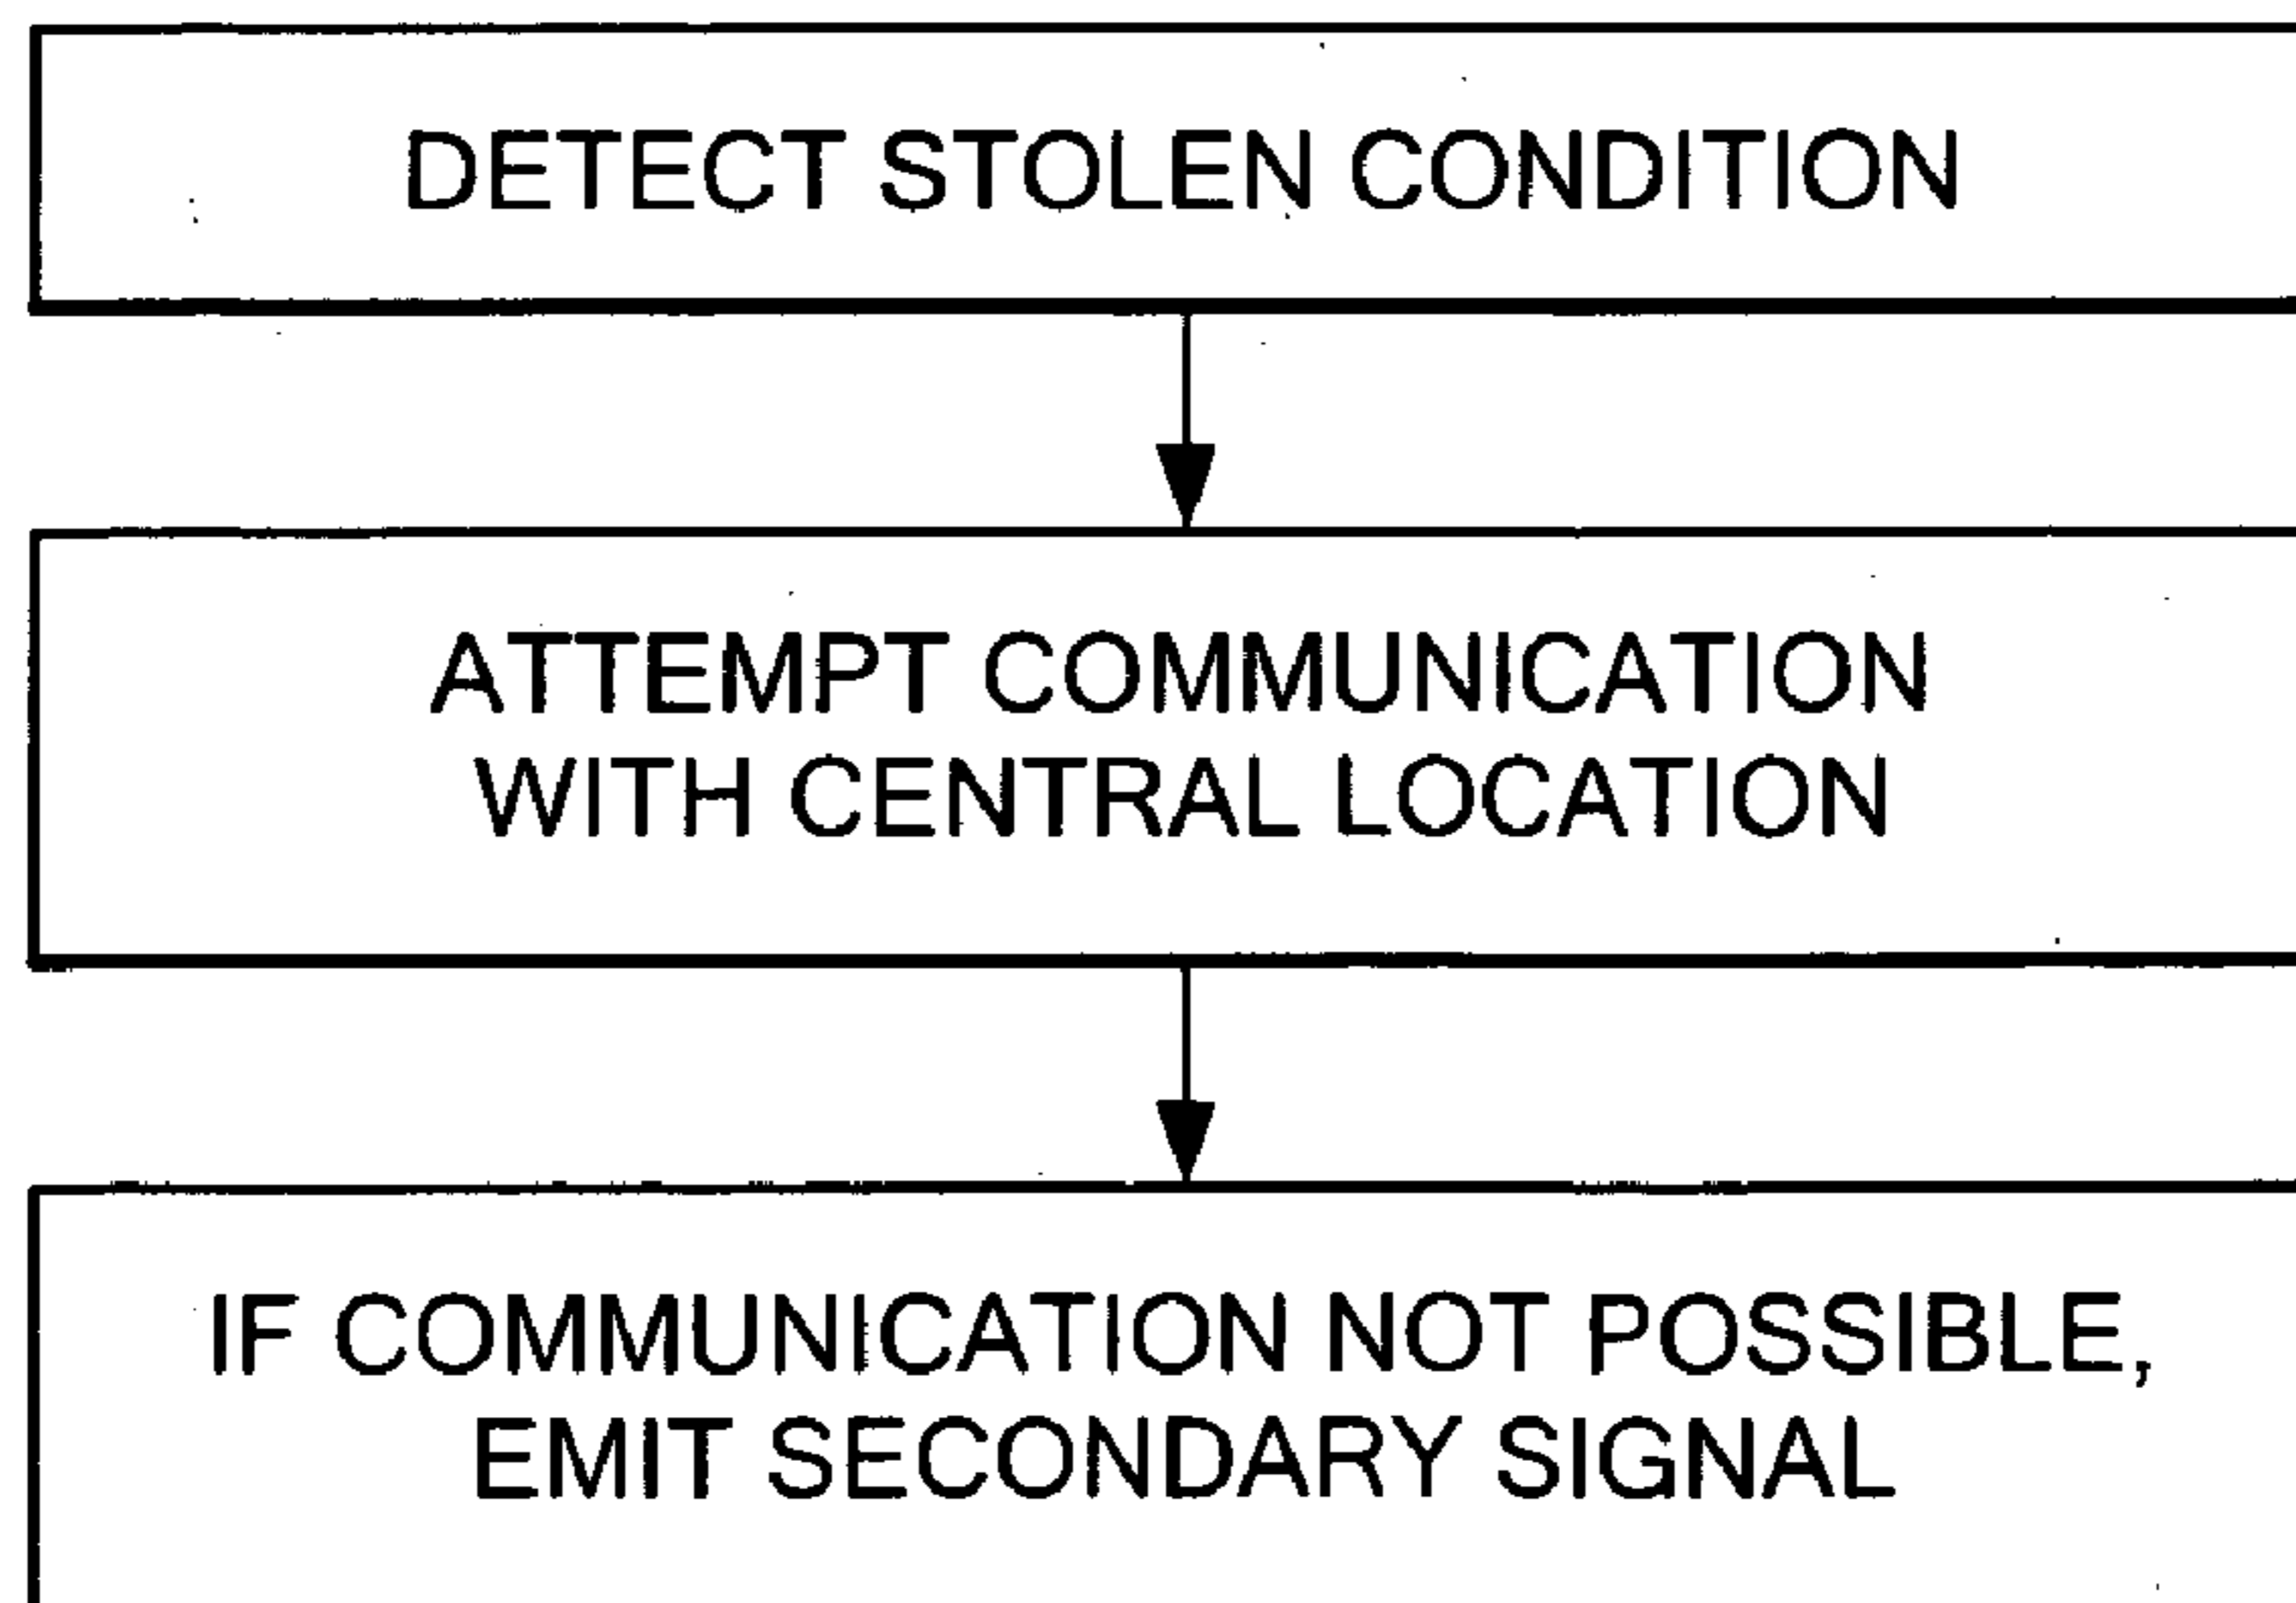 DETECT STOLEN CONDITION
ATTEMPT COMMUNICATION
WITH CENTRAL LOCATION
IF COMMUNICATION NOT POSSIBLE,
EMIT SECONDARY SIGNAL